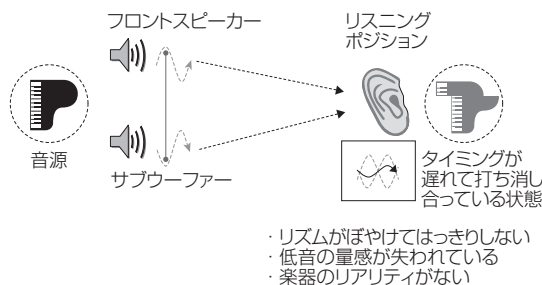 フロントスピーカー
リスニング
ポジション
音源
サブウーファー
タイミングが
遅れて打ち消し
合っている状態
・リズムがぼやけてはっきりしない
・低音の量感が失われている
・楽器のリアリティがない